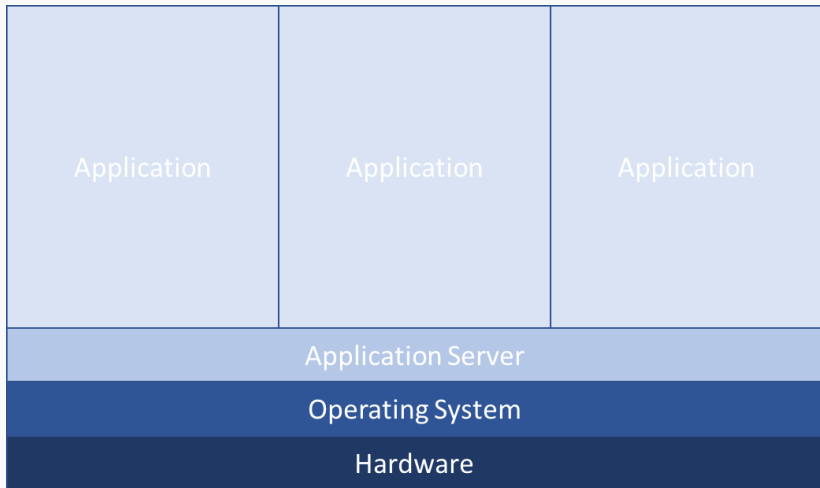 Application Application Application
Application Server
Operating System
Hardware